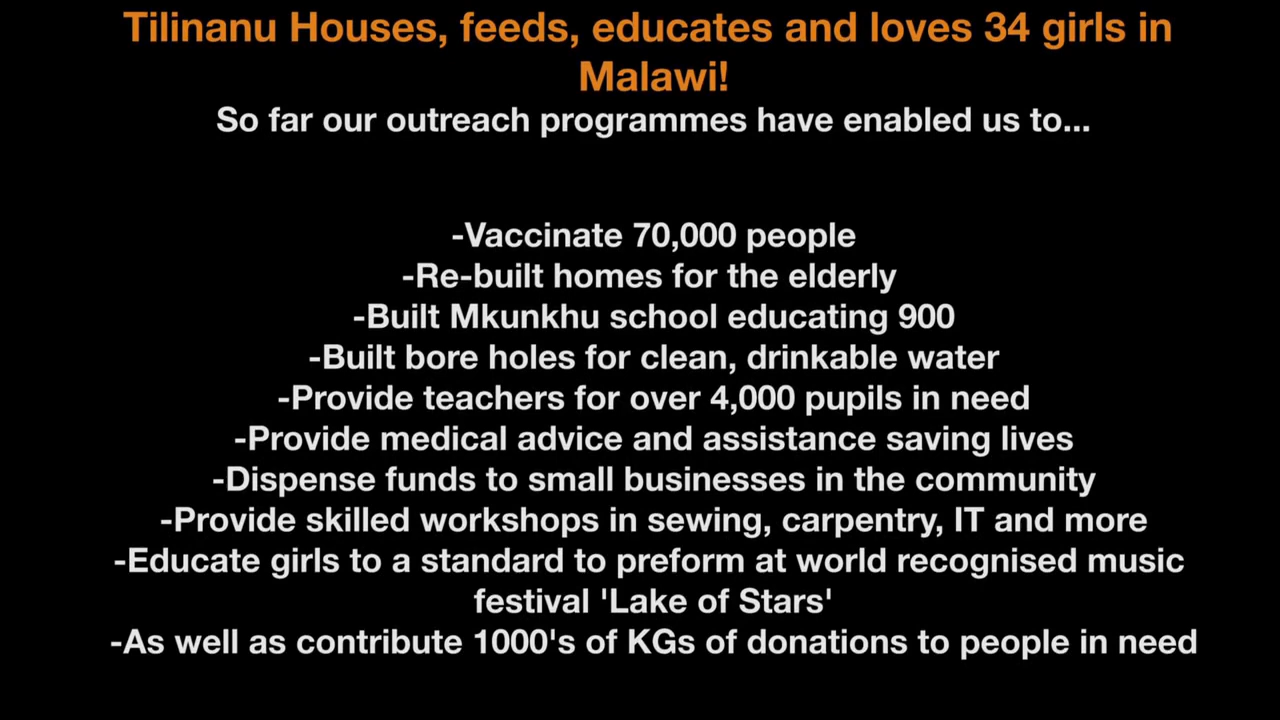 Tilinanu Houses, feeds, educates and loves 34 girls in
Malawi!
So far our outreach programmes have enabled us to...
-Vaccinate 70,000 people
-Re-built homes for the elderly
-Built Mkunkhu school educating 900
-Built bore holes for clean, drinkable water
-Provide teachers for over 4,000 pupils in need
-Provide medical advice and assistance saving lives
-Dispense funds to small businesses in the community
-Provide skilled workshops in sewing, carpentry, IT and more
-Educate girls to a standard to preform at world recognised music
festival 'Lake of Stars'
-As well as contribute 1000's of KGs of donations to people in need